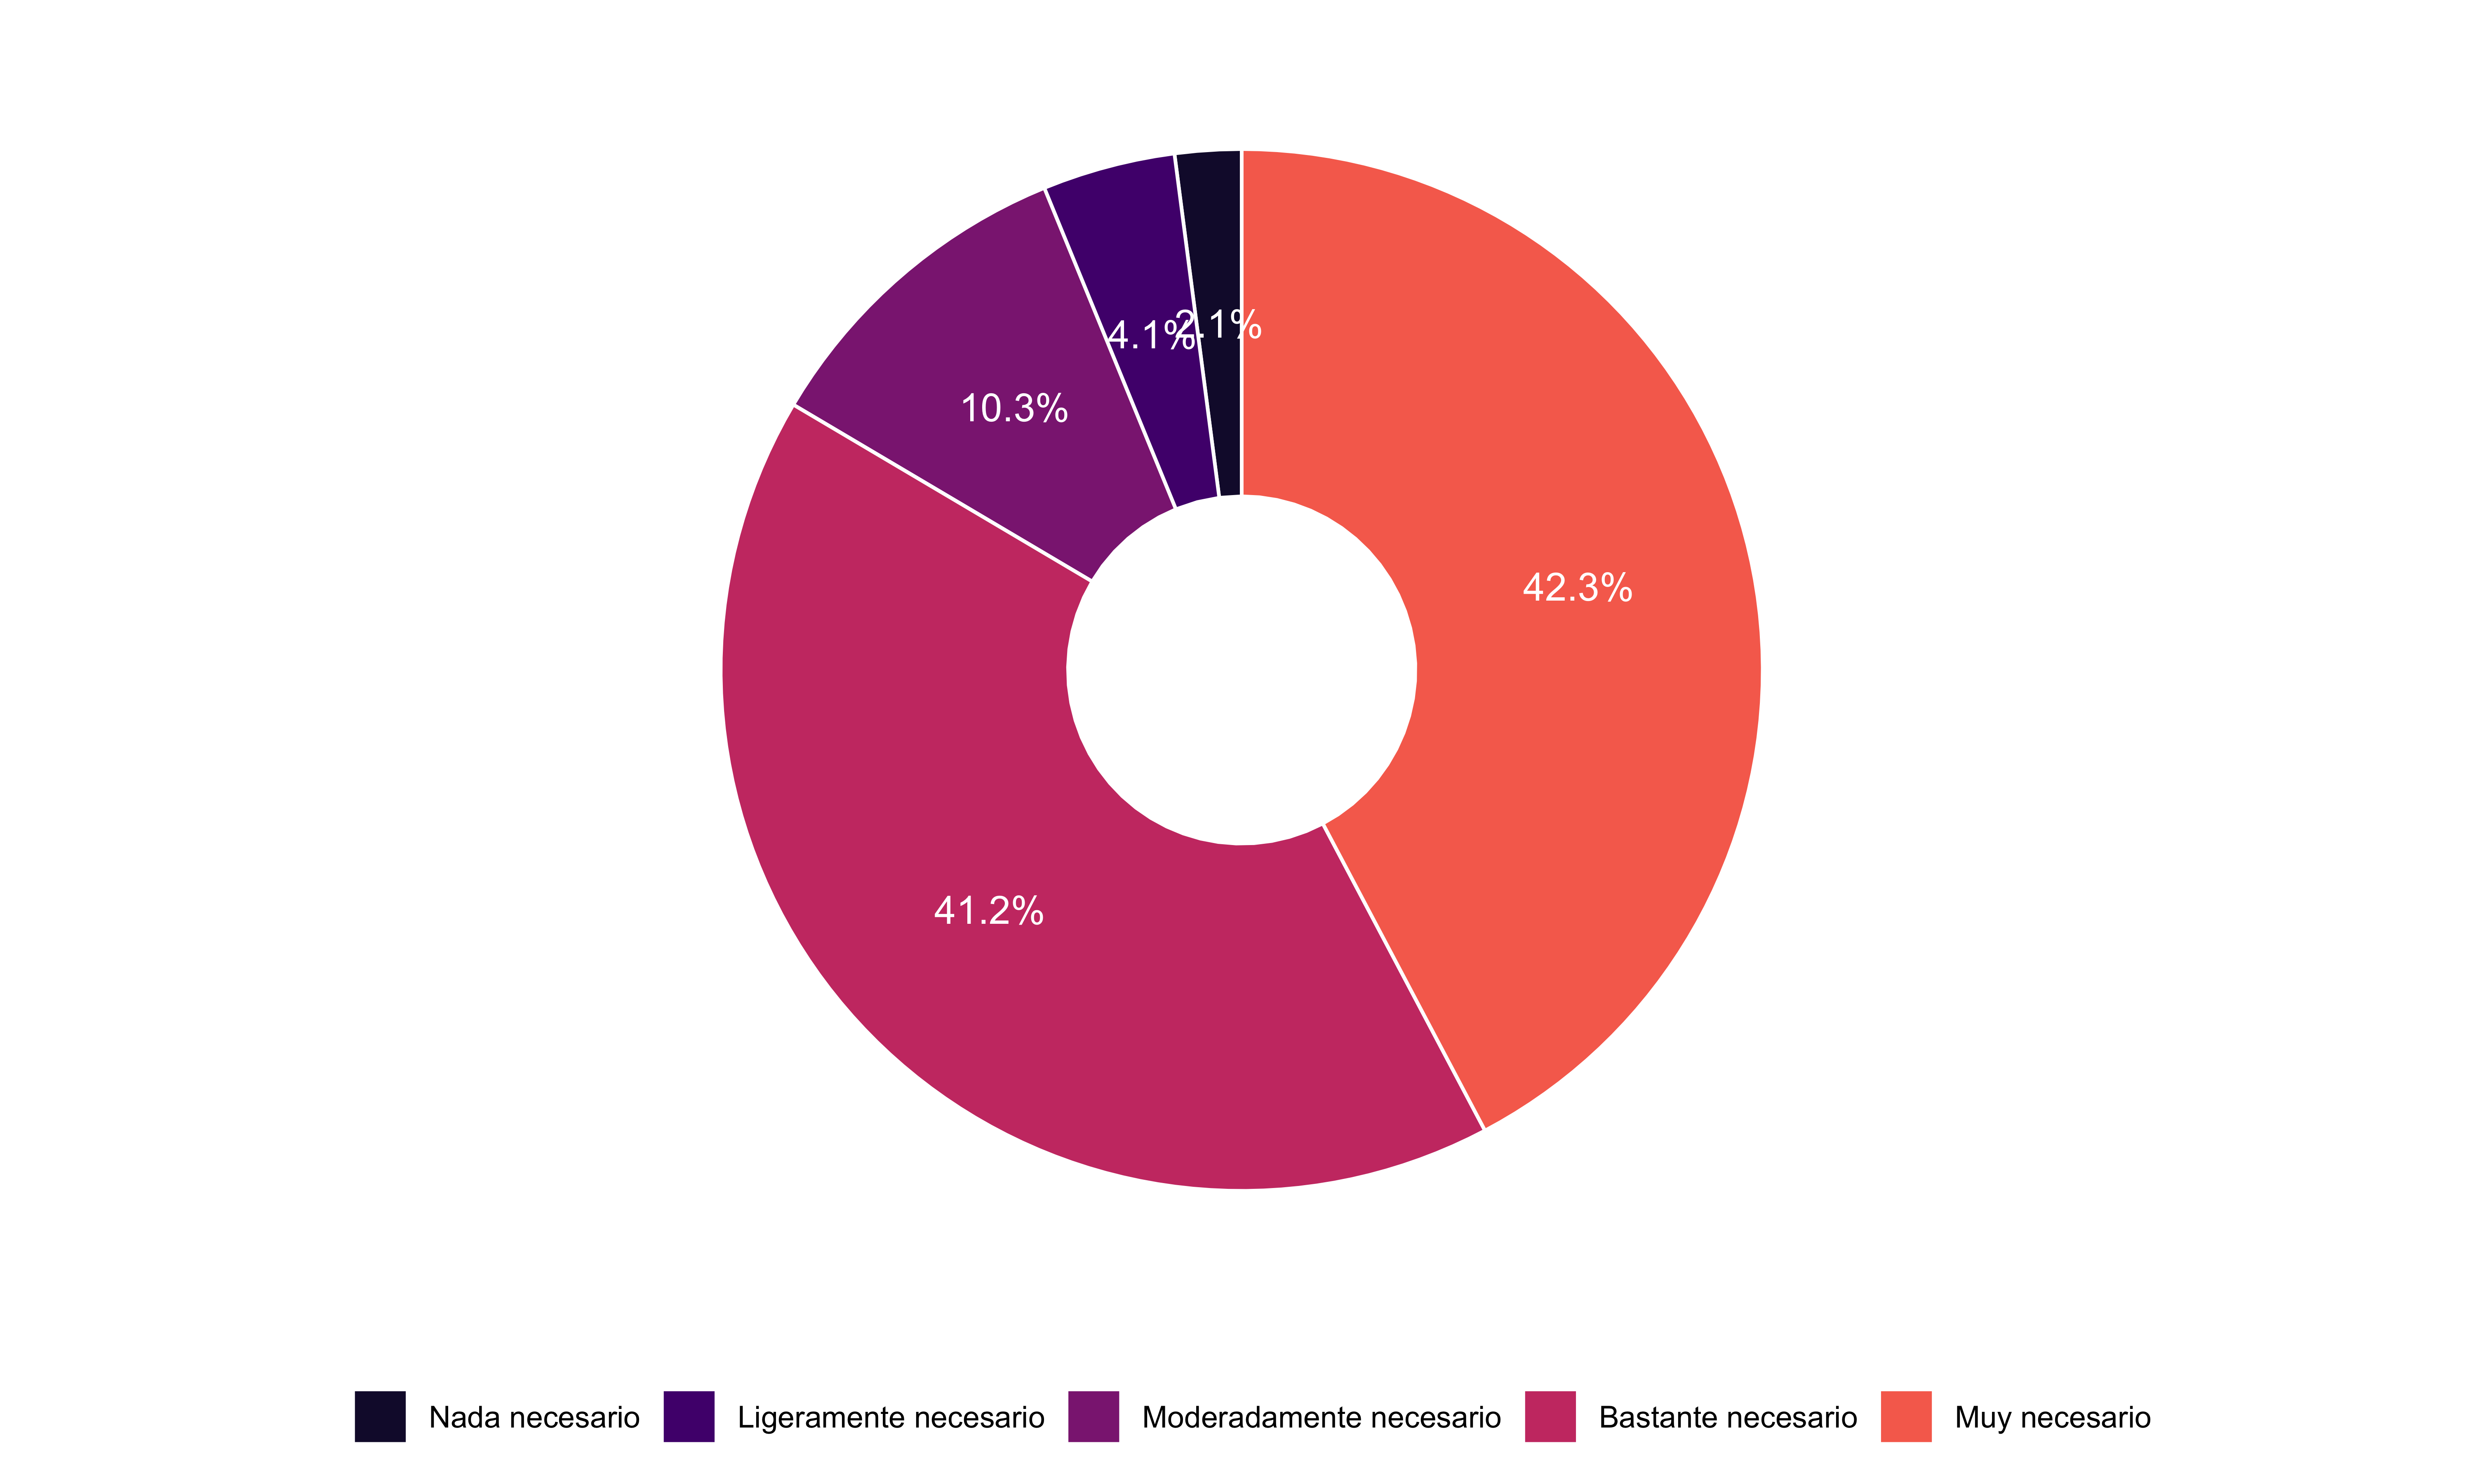 2.1%
4.1%
10.3%
42.3%
41.2%
Nada necesario
Ligeramente necesario
Moderadamente necesario
Bastante necesario
Muy necesario